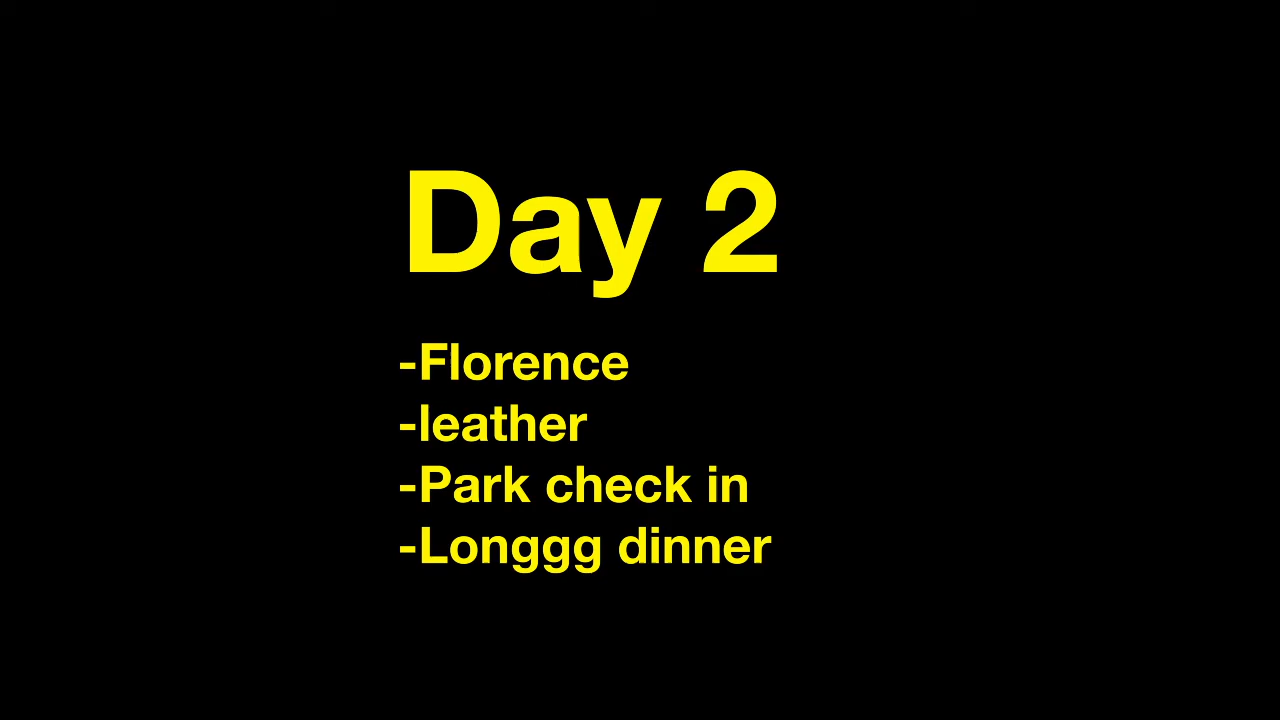 Day 2
-Florence
-leather
-Park check in
-Longgg dinner